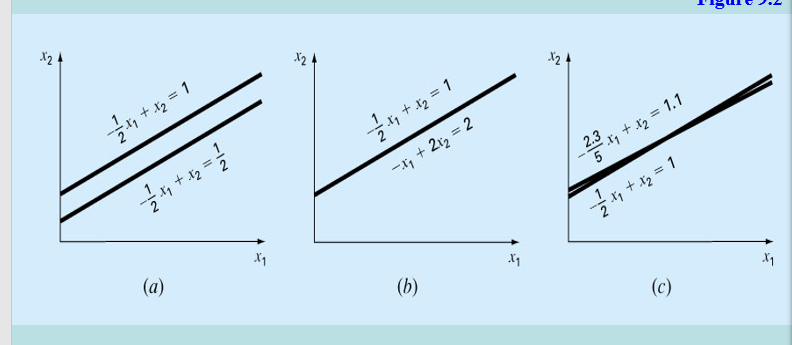 Figure 9.2
x₂
-1/2 x₁ + x₂ = 1
-1/2 x₁ + x₂ = 1/2
x₁
(a)
x₂
-1/2 x₁ + x₂ = 1
-x₁ + 2x₂ = 2
x₁
(b)
x₂
-2.3/5 x₁ + x₂ = 1.1
-1/2 x₁ + x₂ = 1
x₁
(c)